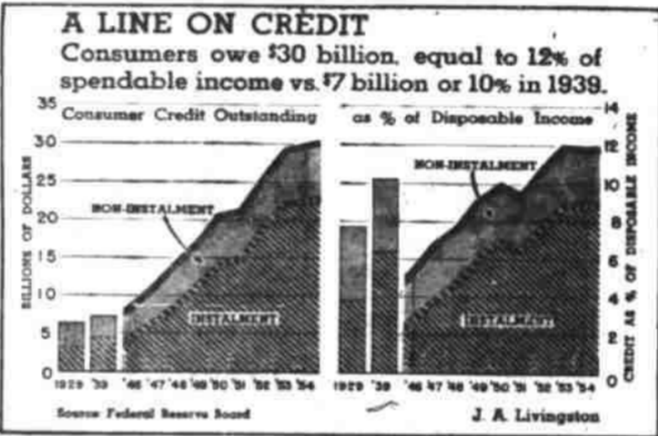 A LINE ON CREDIT
Consumers owe $30 billion, equal to 12% of
spendable income vs. $7 billion or 10% in 1939.
Consumer Credit Outstanding
as % of Disposable Income
35
30
25
20
15
10
5
0
BILLIONS OF DOLLARS
NON-INSTALMENT
INSTALMENT
1929 '39 '46 '47 '48 '49 '50 '51 '52 '53 '54
14
12
10
8
6
4
2
0
CREDIT AS % OF DISPOSABLE INCOME
NON-INSTALMENT
INSTALMENT
1929 '39 '46 '47 '48 '49 '50 '51 '52 '53 '54
Source: Federal Reserve Board
J. A. Livingston